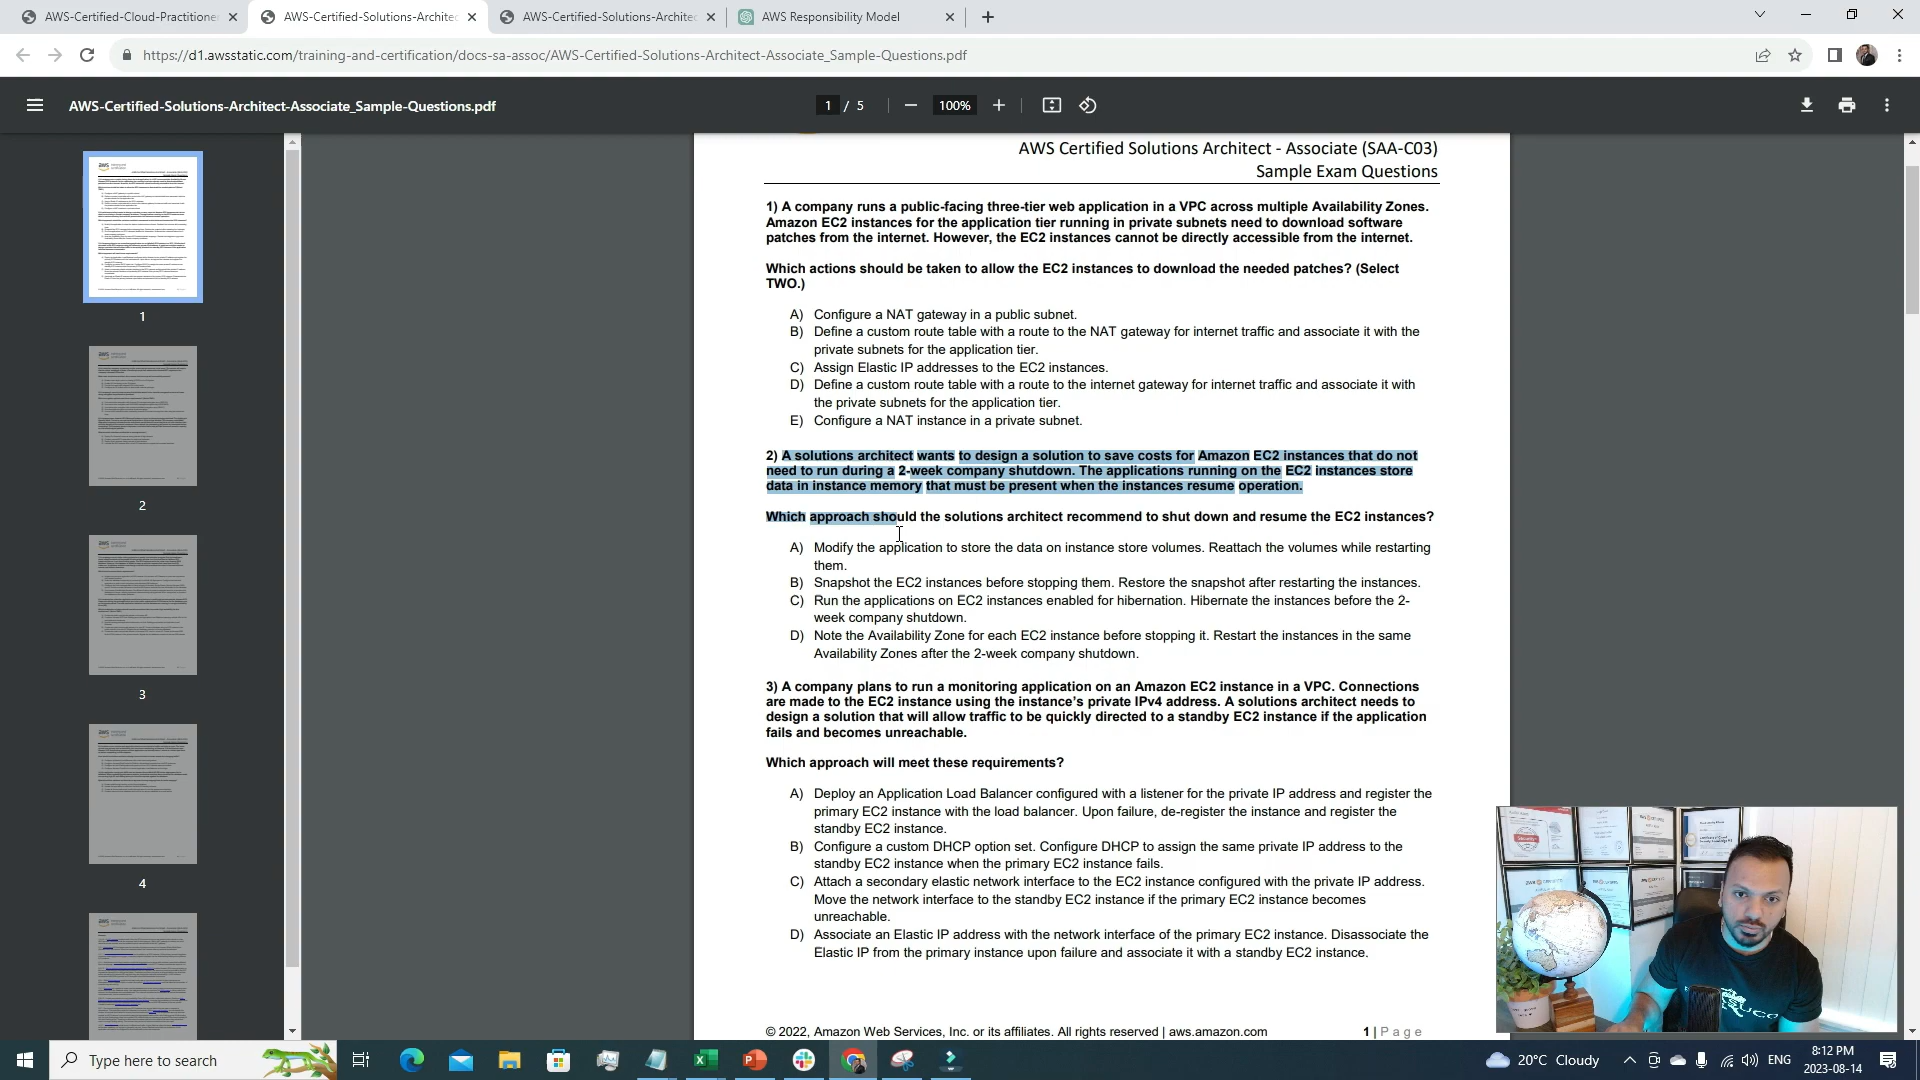 AWS-Certified-Cloud-Practitioner
AWS-Certified-Solutions-Architec
AWS-Certified-Solutions-Architec
AWS Responsibility Model
https://d1.awsstatic.com/training-and-certification/docs-sa-assoc/AWS-Certified-Solutions-Architect-Associate_Sample-Questions.pdf
AWS-Certified-Solutions-Architect-Associate_Sample-Questions.pdf
1 / 5
100%
1
2
3
4
AWS Certified Solutions Architect - Associate (SAA-C03)
Sample Exam Questions
1) A company runs a public-facing three-tier web application in a VPC across multiple Availability Zones.
Amazon EC2 instances for the application tier running in private subnets need to download software
patches from the internet. However, the EC2 instances cannot be directly accessible from the internet.
Which actions should be taken to allow the EC2 instances to download the needed patches? (Select
TWO.)
A) Configure a NAT gateway in a public subnet.
B) Define a custom route table with a route to the NAT gateway for internet traffic and associate it with the
private subnets for the application tier.
C) Assign Elastic IP addresses to the EC2 instances.
D) Define a custom route table with a route to the internet gateway for internet traffic and associate it with
the private subnets for the application tier.
E) Configure a NAT instance in a private subnet.
2) A solutions architect wants to design a solution to save costs for Amazon EC2 instances that do not
need to run during a 2-week company shutdown. The applications running on the EC2 instances store
data in instance memory that must be present when the instances resume operation.
Which approach should the solutions architect recommend to shut down and resume the EC2 instances?
A) Modify the application to store the data on instance store volumes. Reattach the volumes while restarting
them.
B) Snapshot the EC2 instances before stopping them. Restore the snapshot after restarting the instances.
C) Run the applications on EC2 instances enabled for hibernation. Hibernate the instances before the 2-
week company shutdown.
D) Note the Availability Zone for each EC2 instance before stopping it. Restart the instances in the same
Availability Zones after the 2-week company shutdown.
3) A company plans to run a monitoring application on an Amazon EC2 instance in a VPC. Connections
are made to the EC2 instance using the instance's private IPv4 address. A solutions architect needs to
design a solution that will allow traffic to be quickly directed to a standby EC2 instance if the application
fails and becomes unreachable.
Which approach will meet these requirements?
A) Deploy an Application Load Balancer configured with a listener for the private IP address and register the
primary EC2 instance with the load balancer. Upon failure, de-register the instance and register the
standby EC2 instance.
B) Configure a custom DHCP option set. Configure DHCP to assign the same private IP address to the
standby EC2 instance when the primary EC2 instance fails.
C) Attach a secondary elastic network interface to the EC2 instance configured with the private IP address.
Move the network interface to the standby EC2 instance if the primary EC2 instance becomes
unreachable.
D) Associate an Elastic IP address with the network interface of the primary EC2 instance. Disassociate the
Elastic IP from the primary instance upon failure and associate it with a standby EC2 instance.
© 2022, Amazon Web Services, Inc. or its affiliates. All rights reserved | aws.amazon.com
1 | Page
Type here to search
20°C Cloudy
ENG
8:12 PM
2023-08-14